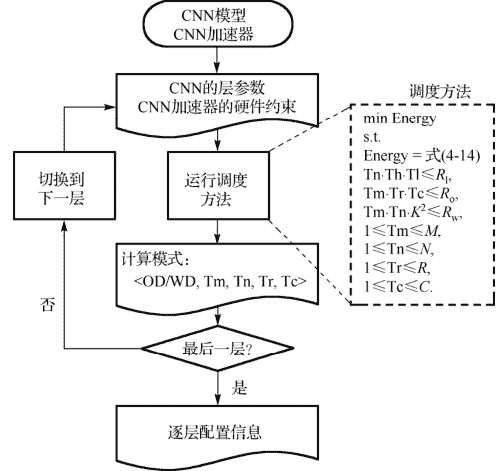 CNN模型
CNN加速器
CNN的层参数
CNN加速器的硬件约束
切换到
下一层
运行调度
方法
计算模式：
<OD/WD, Tm, Tn, Tr, Tc>
否
最后一层?
是
逐层配置信息
调度方法
min Energy
s.t.
Energy = 式(4-14)
Tn·Th·Tl≤R_I,
Tm·Tr·Tc≤R_o,
Tm·Tn·K²≤R_w,
1≤Tm≤M,
1≤Tn≤N,
1≤Tr≤R,
1≤Tc≤C.